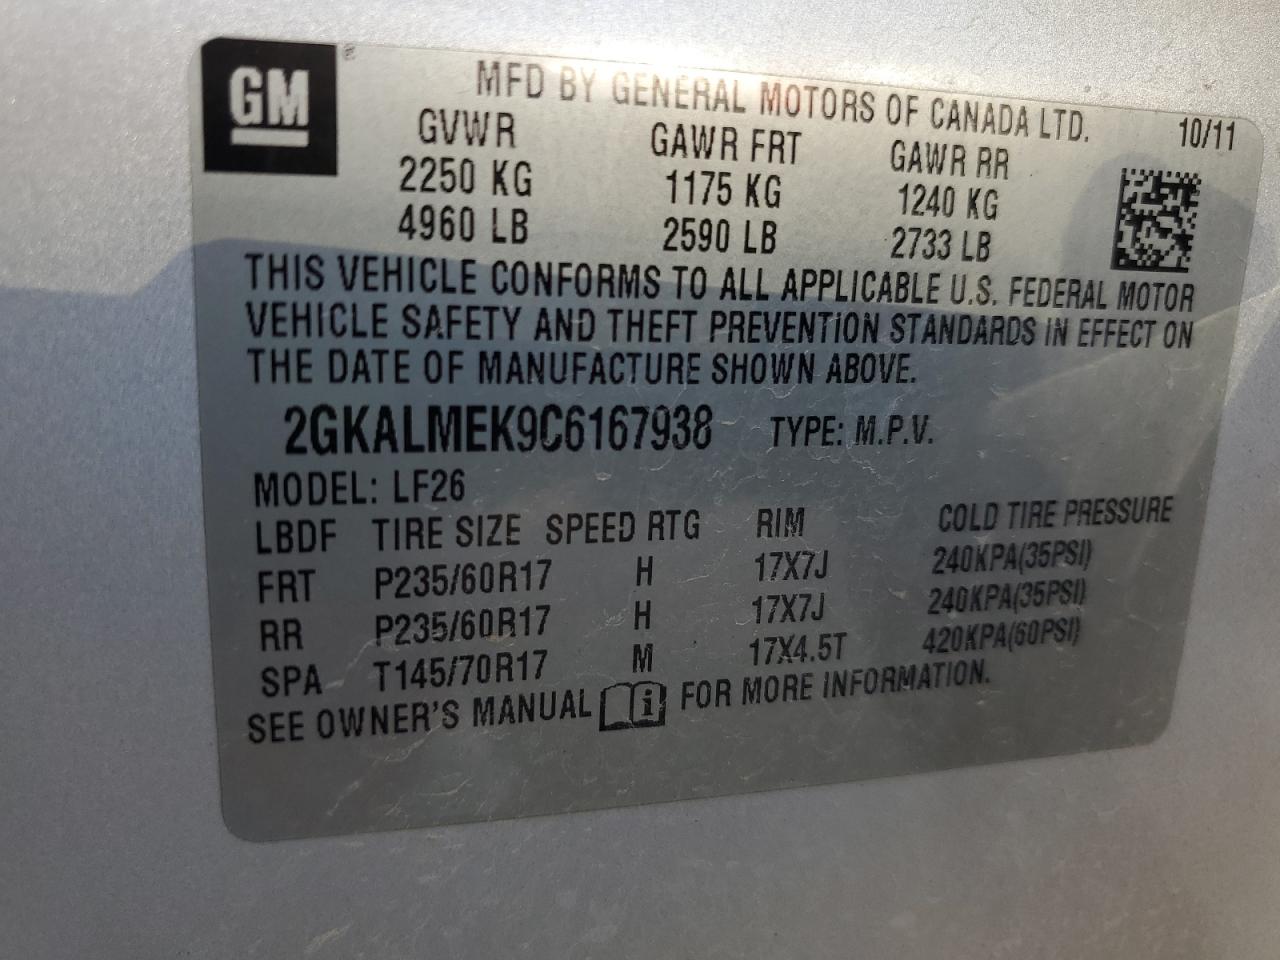 GM ®
MFD BY GENERAL MOTORS OF CANADA LTD. 10/11
GVWR GAWR FRT GAWR RR
2250 KG 1175 KG 1240 KG
4960 LB 2590 LB 2733 LB
THIS VEHICLE CONFORMS TO ALL APPLICABLE U.S. FEDERAL MOTOR
VEHICLE SAFETY AND THEFT PREVENTION STANDARDS IN EFFECT ON
THE DATE OF MANUFACTURE SHOWN ABOVE.
2GKALMEK9C6167938 TYPE: M.P.V.
MODEL: LF26
LBDF TIRE SIZE SPEED RTG RIM COLD TIRE PRESSURE
FRT P235/60R17 H 17X7J 240KPA(35PSI)
RR P235/60R17 H 17X7J 240KPA(35PSI)
SPA T145/70R17 M 17X4.5T 420KPA(60PSI)
SEE OWNER'S MANUAL i FOR MORE INFORMATION.